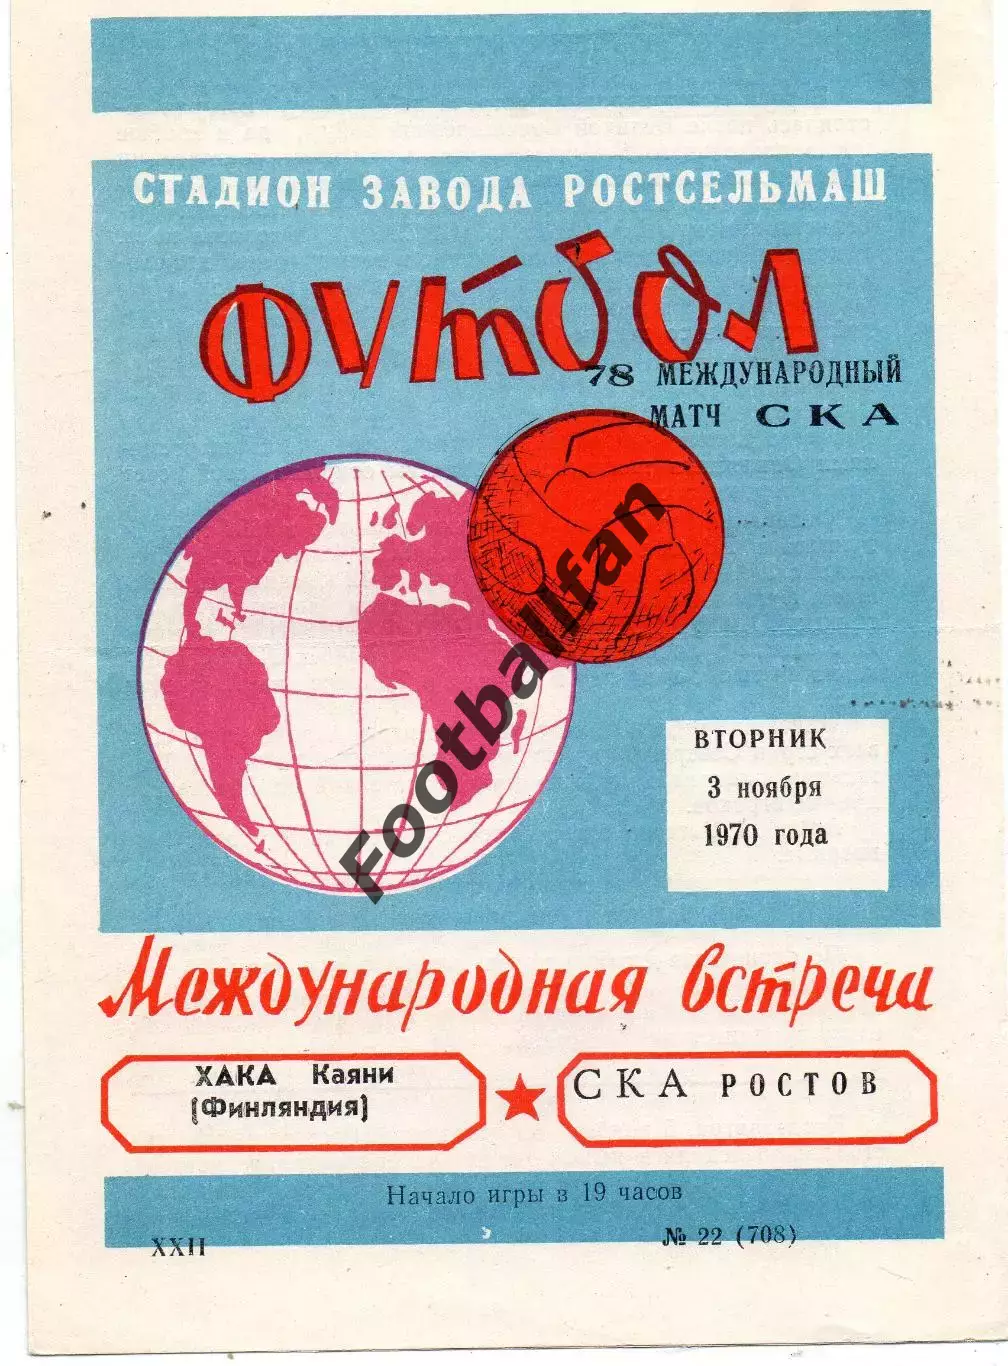 СТАДИОН ЗАВОДА РОСТСЕЛЬМАШ
ФУТБОЛ
78 МЕЖДУНАРОДНЫЙ
МАТЧ СКА
Footballfan
ВТОРНИК
3 ноября
1970 года
Международная встреча
ХАКА Каяни
(Финляндия)
СКА РОСТОВ
Начало игры в 19 часов
XXII
№ 22 (708)